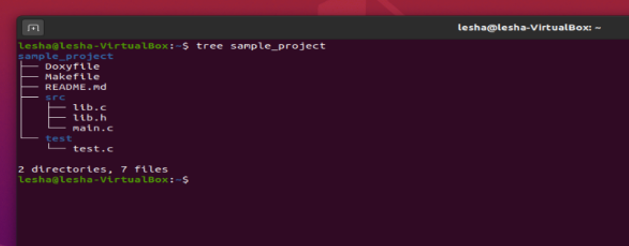 lesha@lesha-VirtualBox: ~
lesha@lesha-VirtualBox:~$ tree sample_project
sample_project
├── Doxyfile
├── Makefile
├── README.md
├── src
│   ├── lib.c
│   ├── lib.h
│   └── main.c
└── test
    └── test.c
2 directories, 7 files
lesha@lesha-VirtualBox:~$